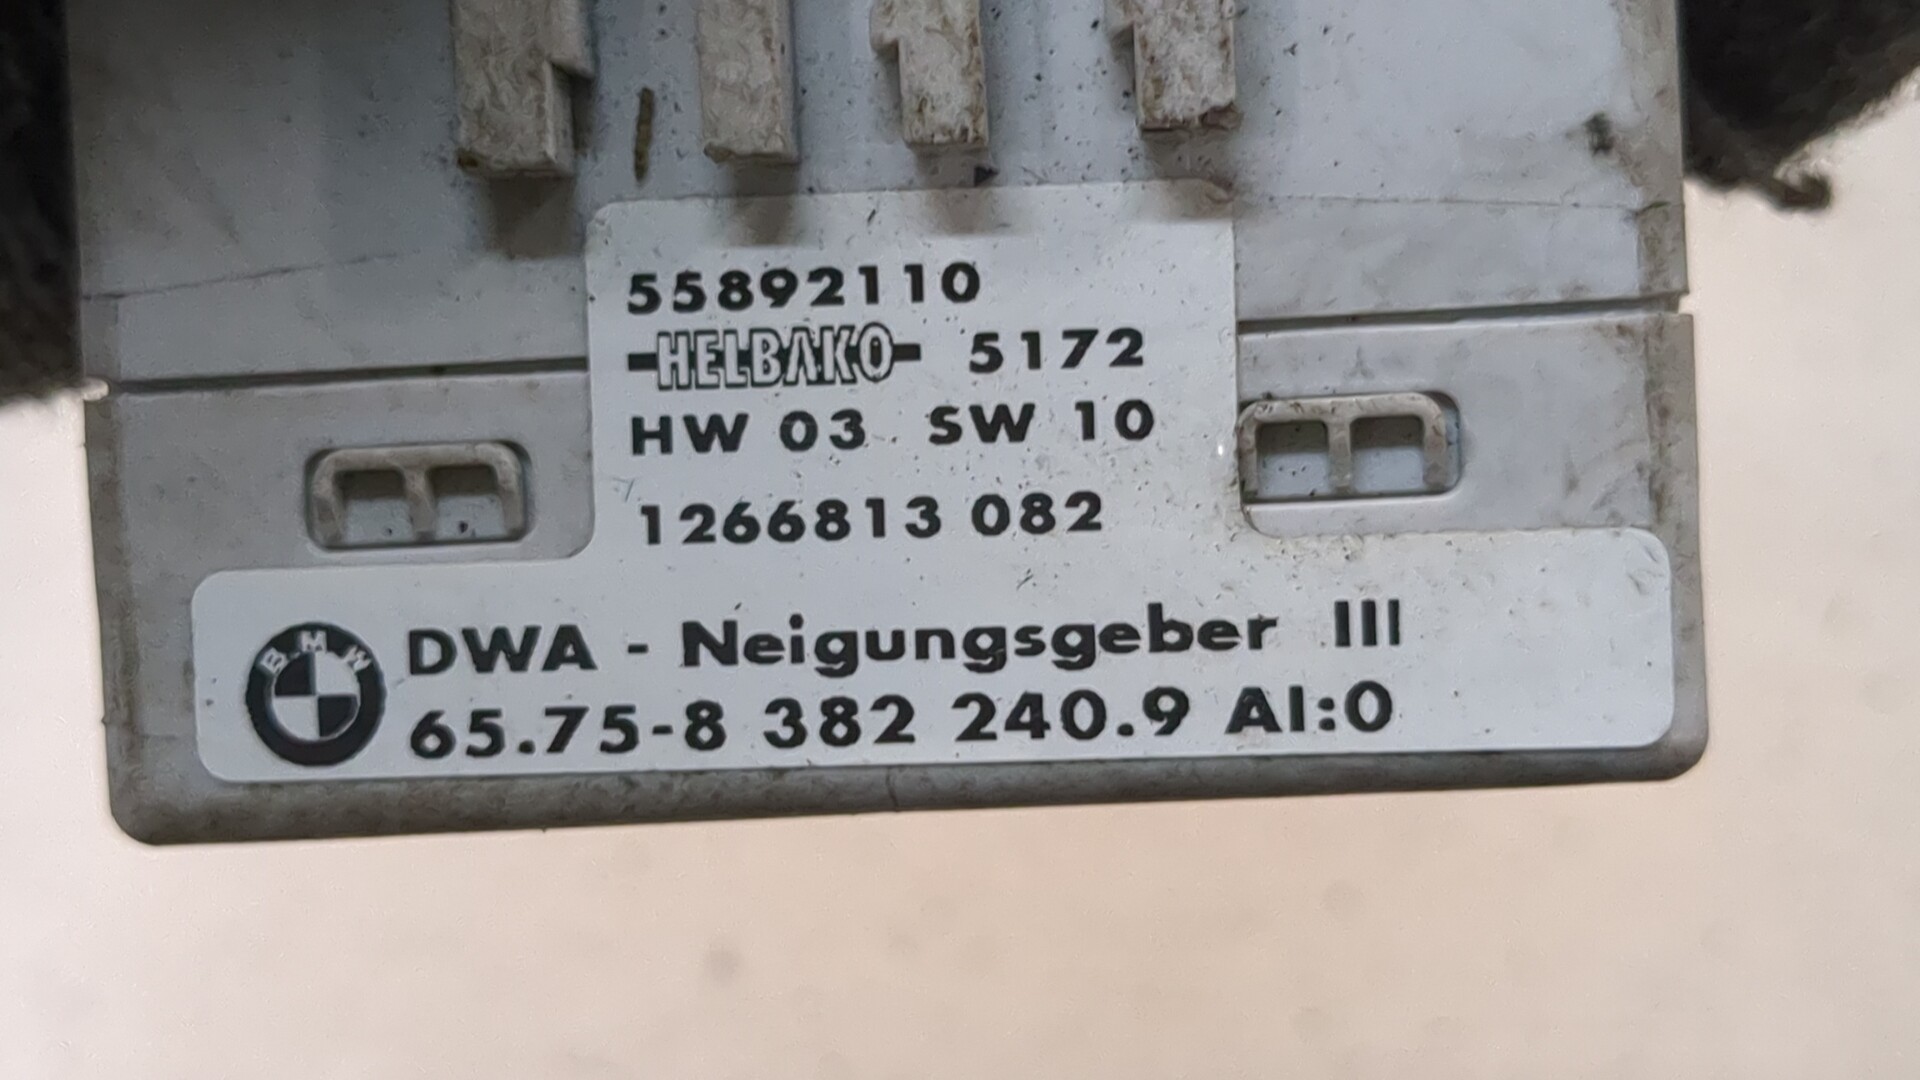 55892110
HELBAKO 5172
HW 03 SW 10
1266813 082
BMW DWA - Neigungsgeber III
65.75-8 382 240.9 AI:0